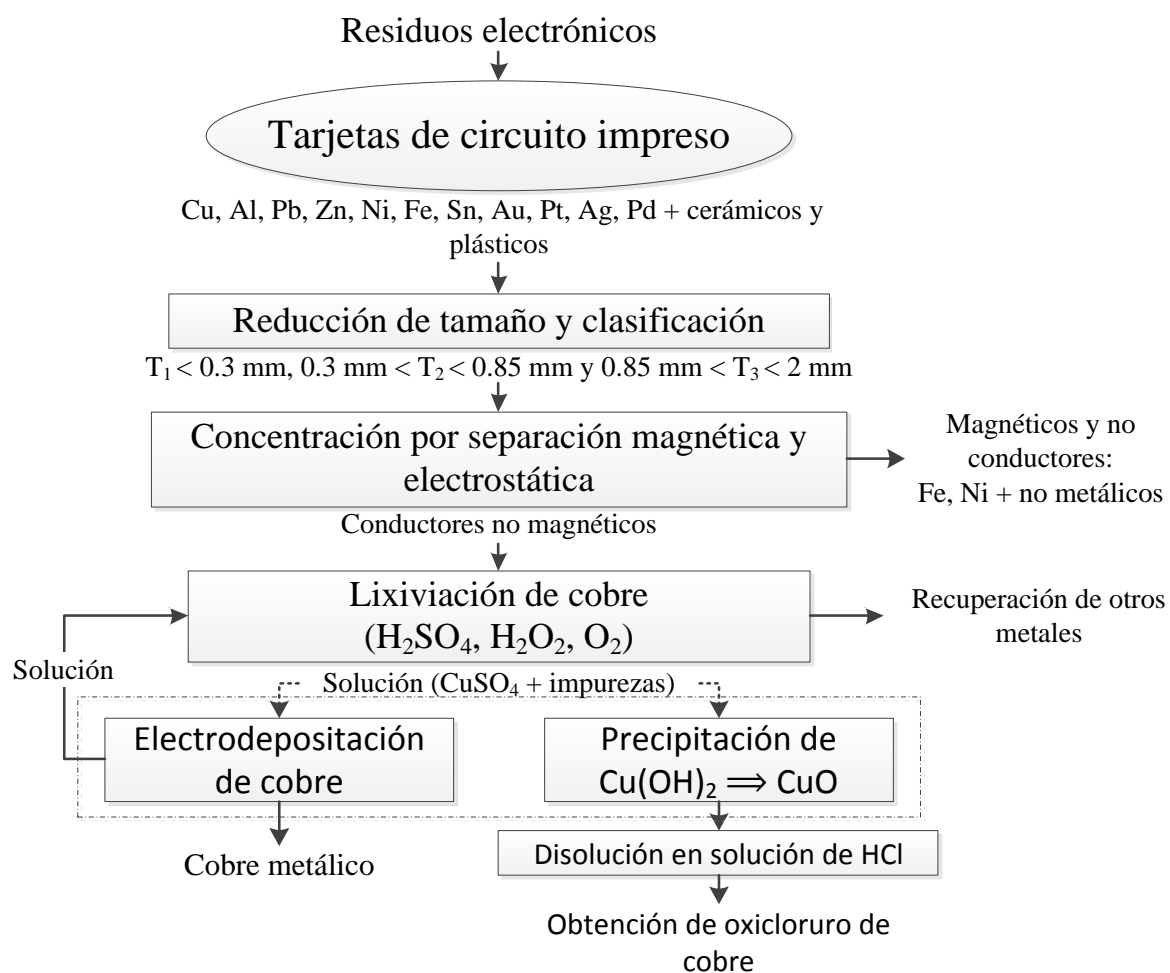 Residuos electrónicos
Tarjetas de circuito impreso
Cu, Al, Pb, Zn, Ni, Fe, Sn, Au, Pt, Ag, Pd + cerámicos y
plásticos
Reducción de tamaño y clasificación
T₁ < 0.3 mm, 0.3 mm < T₂ < 0.85 mm y 0.85 mm < T₃ < 2 mm
Concentración por separación magnética y
electrostática
Magnéticos y no
conductores:
Fe, Ni + no metálicos
Conductores no magnéticos
Lixiviación de cobre
(H₂SO₄, H₂O₂, O₂)
Recuperación de otros
metales
Solución
Solución (CuSO₄ + impurezas)
Electrodepositación
de cobre
Precipitación de
Cu(OH)₂ ⟹ CuO
Cobre metálico
Disolución en solución de HCl
Obtención de oxicloruro de
cobre